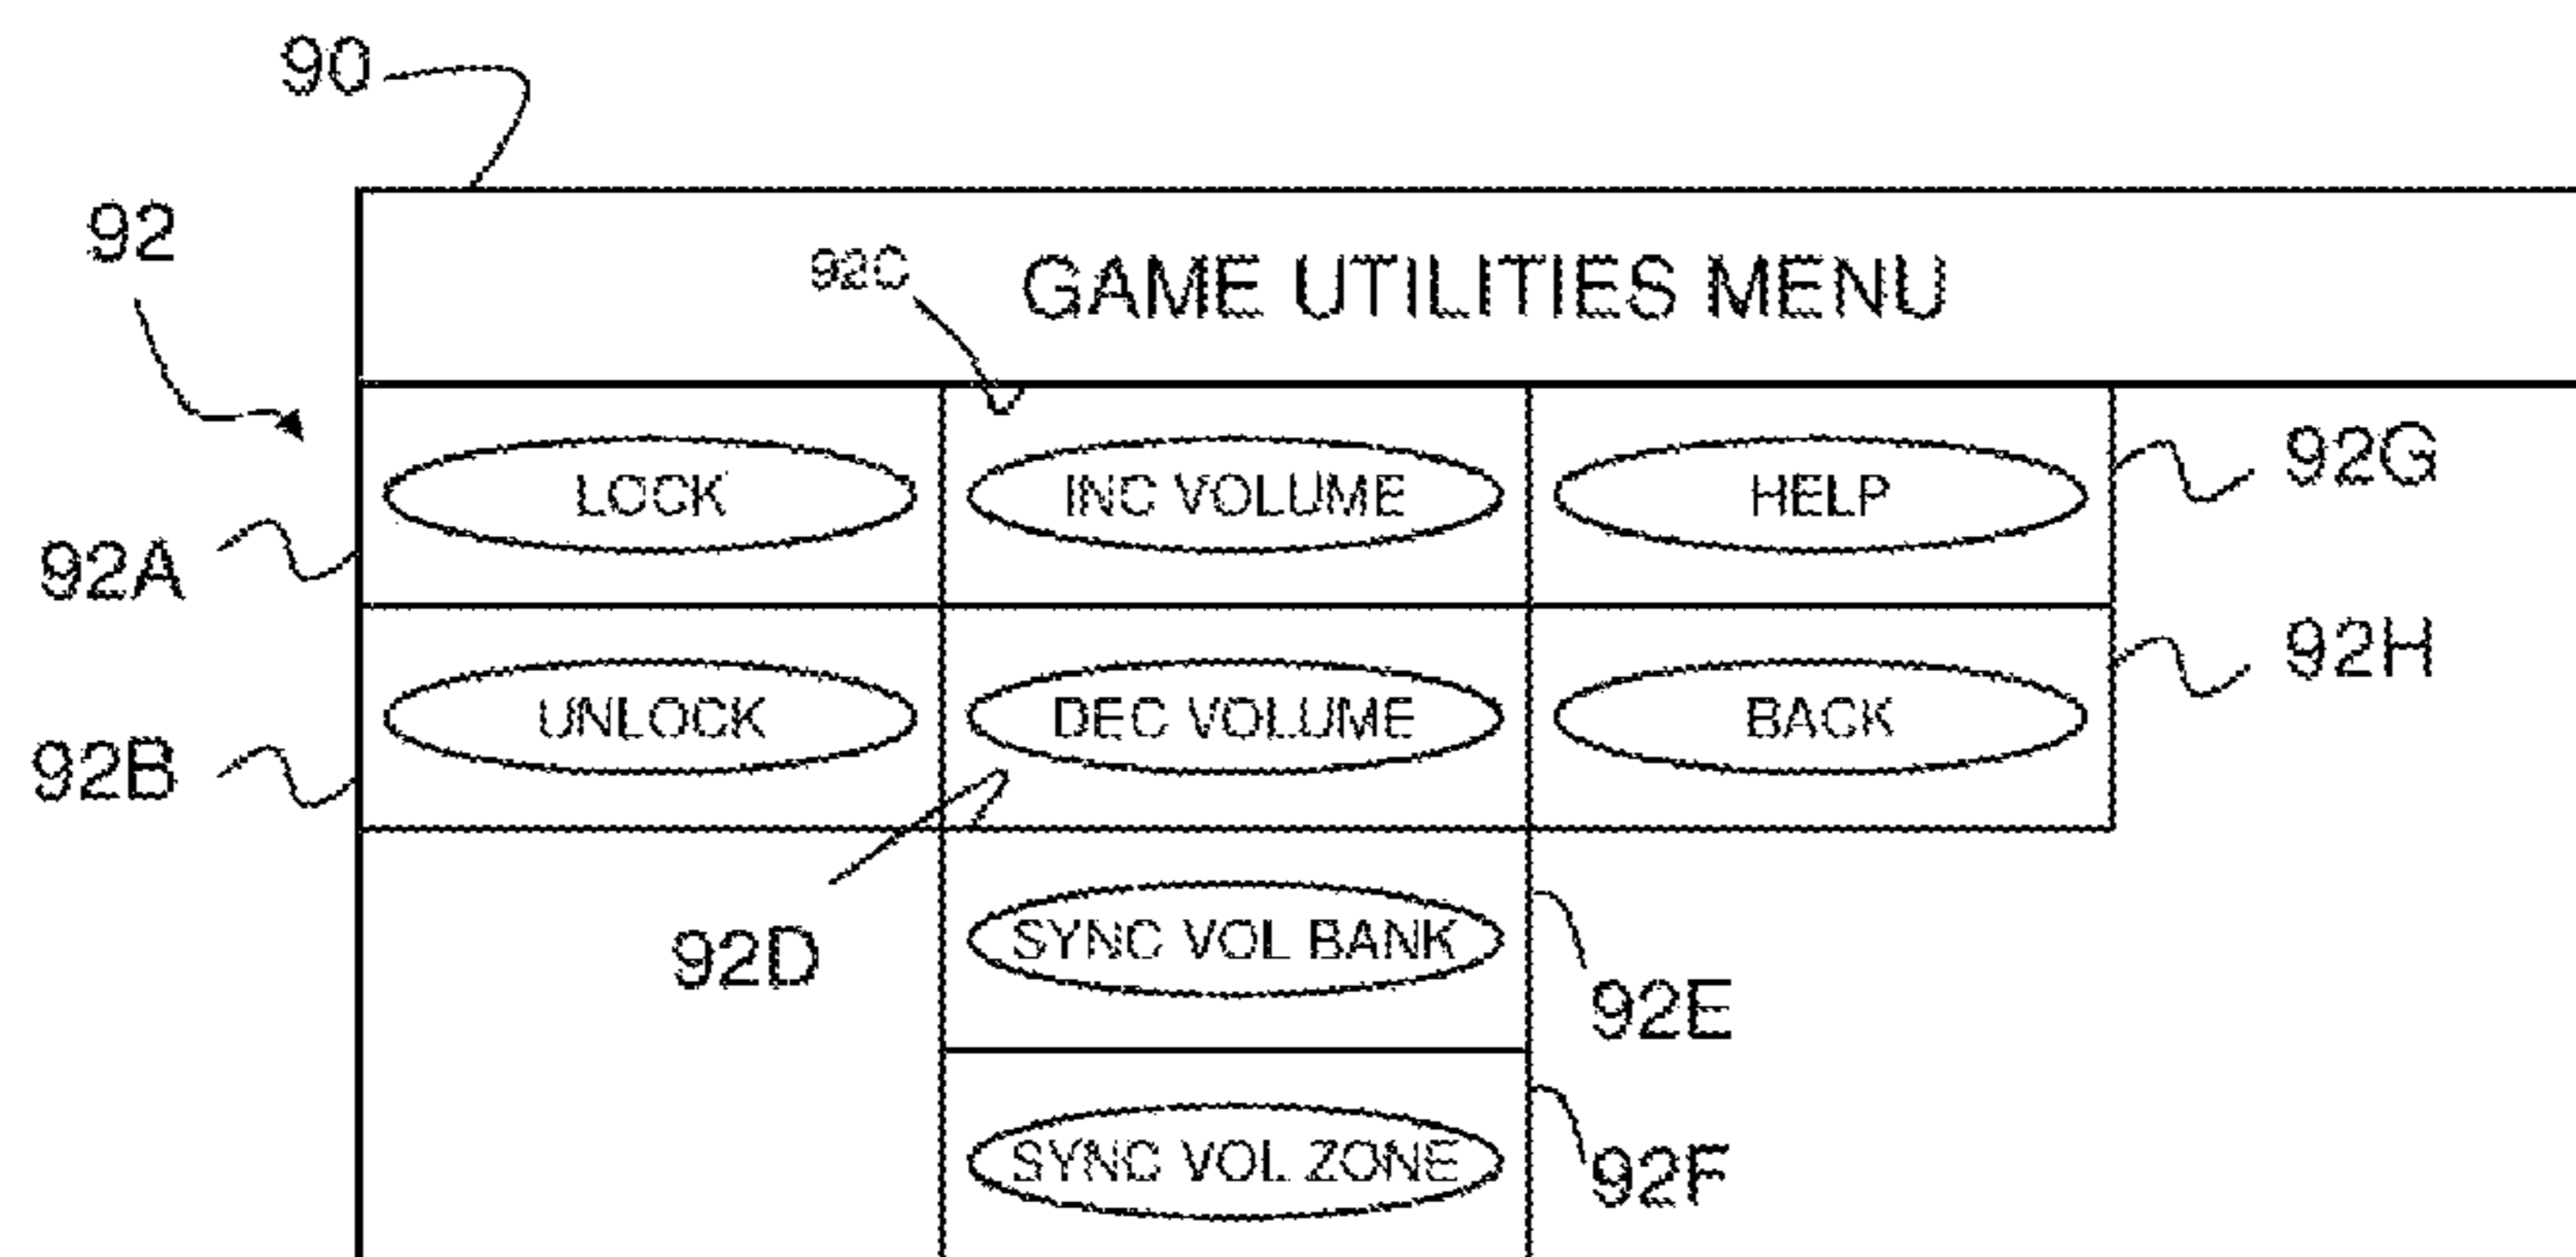 90
92
92C
GAME UTILITIES MENU
LOCK
INC VOLUME
HELP
92G
92A
UNLOCK
DEC VOLUME
BACK
92H
92B
92D
SYNC VOL BANK
92E
SYNC VOL ZONE
92F